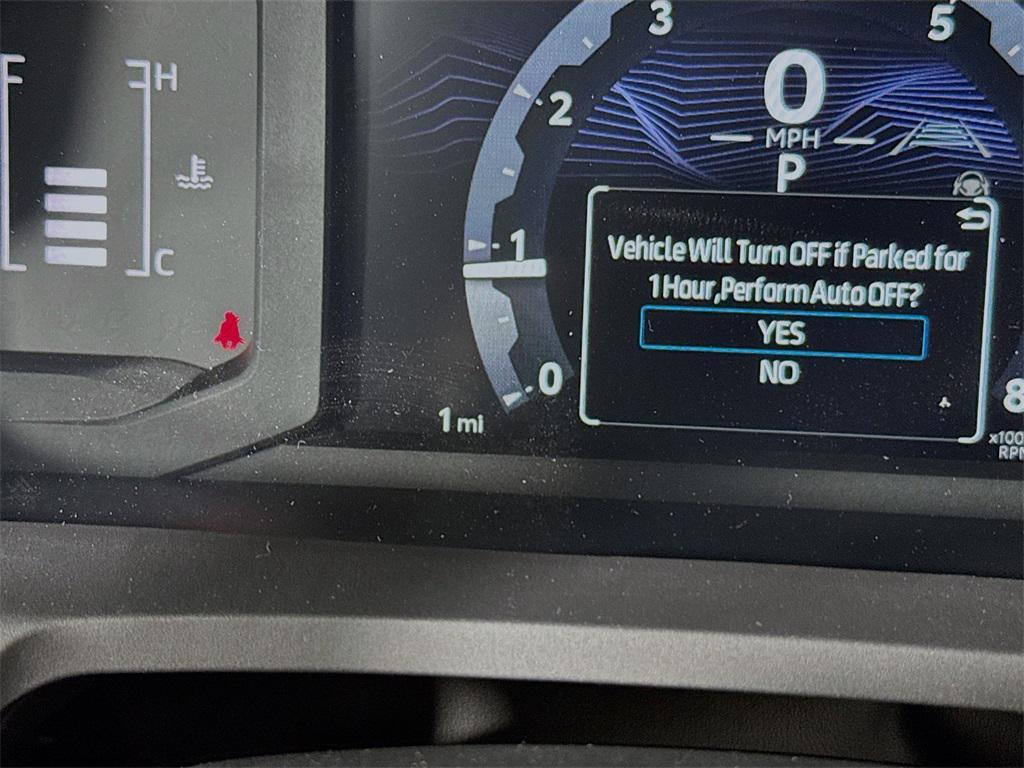 F
H
C
3
5
2
0
MPH
P
1
Vehicle Will Turn OFF if Parked for
1 Hour,Perform Auto OFF?
YES
NO
0
8
1 mi
x100
RPM